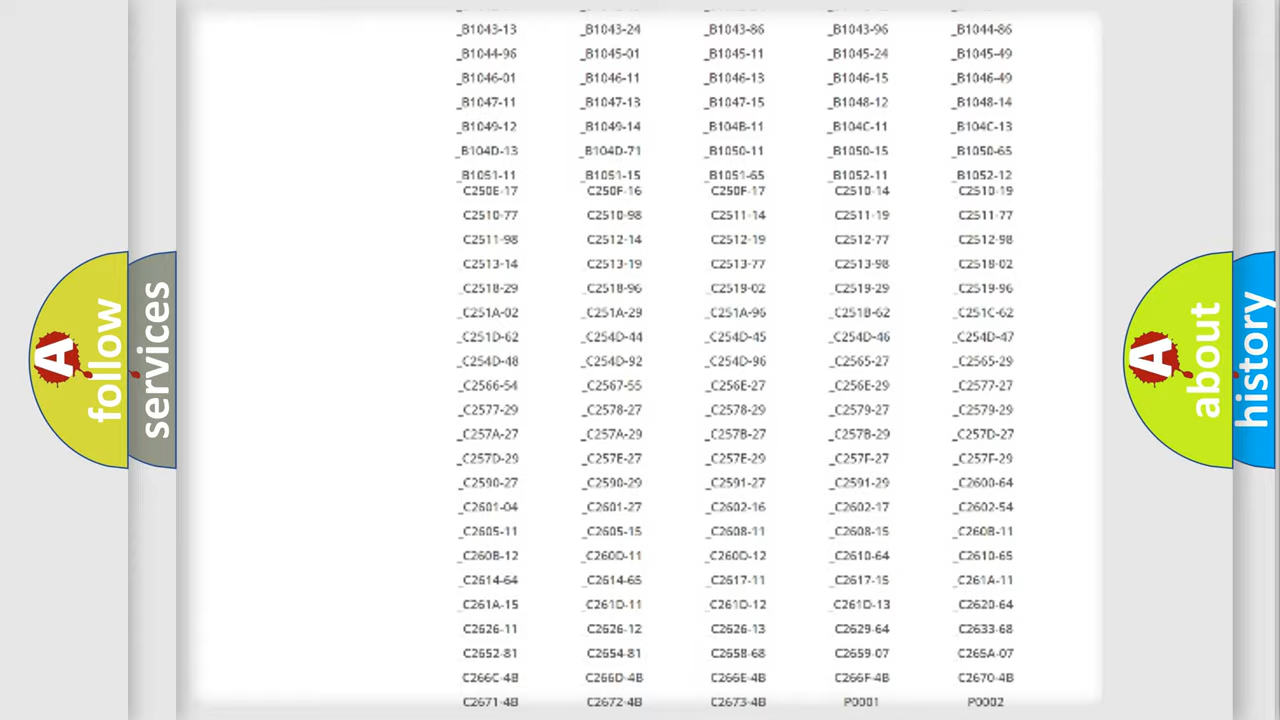 _B1043-13 _B1043-24 _B1043-86 _B1043-96 _B1044-86
_B1044-96 _B1045-01 _B1045-11 _B1045-24 _B1045-49
_B1046-01 _B1046-11 _B1046-13 _B1046-15 _B1046-49
_B1047-11 _B1047-13 _B1047-15 _B1048-12 _B1048-14
_B1049-12 _B1049-14 _B104B-11 _B104C-11 _B104C-13
_B104D-13 _B104D-71 _B1050-11 _B1050-15 _B1050-65
_B1051-11 _B1051-15 _B1051-65 _B1052-11 _B1052-12
C250E-17 C250F-16 C250F-17 C2510-14 C2510-19
C2510-77 C2510-98 C2511-14 C2511-19 C2511-77
C2511-98 C2512-14 C2512-19 C2512-77 C2512-98
C2513-14 C2513-19 C2513-77 C2513-98 C2518-02
_C2518-29 _C2518-96 _C2519-02 _C2519-29 _C2519-96
_C251A-02 _C251A-29 _C251A-96 _C251B-62 _C251C-62
_C251D-62 _C254D-44 _C254D-45 _C254D-46 _C254D-47
_C254D-48 _C254D-92 _C254D-96 _C2565-27 _C2565-29
_C2566-54 _C2567-55 _C256E-27 _C256E-29 _C2577-27
_C2577-29 _C2578-27 _C2578-29 _C2579-27 _C2579-29
_C257A-27 _C257A-29 _C257B-27 _C257B-29 _C257D-27
_C257D-29 _C257E-27 _C257E-29 _C257F-27 _C257F-29
_C2590-27 _C2590-29 _C2591-27 _C2591-29 _C2600-64
_C2601-04 _C2601-27 _C2602-16 _C2602-17 _C2602-54
_C2605-11 _C2605-15 _C2608-11 _C2608-15 _C260B-11
_C260B-12 _C260D-11 _C260D-12 _C2610-64 _C2610-65
_C2614-64 _C2614-65 _C2617-11 _C2617-15 _C261A-11
_C261A-15 _C261D-11 _C261D-12 _C261D-13 _C2620-64
C2626-11 C2626-12 C2626-13 C2629-64 C2633-68
C2652-81 C2654-81 C2658-68 C2659-07 C265A-07
C266C-4B C266D-4B C266E-4B C266F-4B C2670-4B
C2671-4B C2672-4B C2673-4B P0001 P0002
A follow
services
A about
history